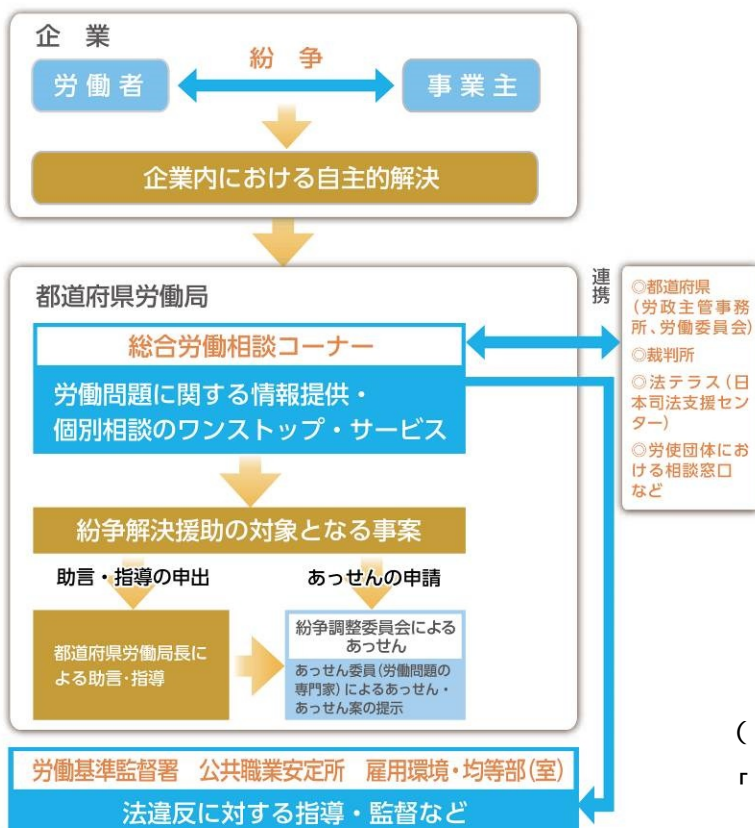 企　業
紛　争
労 働 者
事 業 主
企業内における自主的解決
都道府県労働局
総合労働相談コーナー
労働問題に関する情報提供・
個別相談のワンストップ・サービス
連携
◎都道府県
(労政主管事務
所、労働委員会)
◎裁判所
◎法テラス(日
本司法支援セン
ター)
◎労使団体にお
ける相談窓口
など
紛争解決援助の対象となる事案
助言・指導の申出
あっせんの申請
都道府県労働局長に
よる助言・指導
紛争調整委員会による
あっせん
あっせん委員(労働問題の
専門家)によるあっせん・
あっせん案の提示
労働基準監督署　公共職業安定所　雇用環境・均等部(室)
法違反に対する指導・監督など
(
「